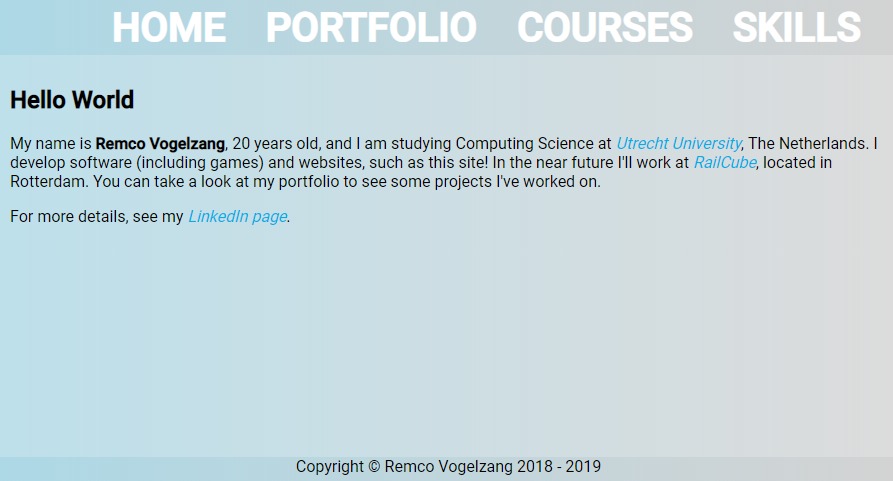 HOME PORTFOLIO COURSES SKILLS
Hello World
My name is Remco Vogelzang, 20 years old, and I am studying Computing Science at Utrecht University, The Netherlands. I
develop software (including games) and websites, such as this site! In the near future I'll work at RailCube, located in
Rotterdam. You can take a look at my portfolio to see some projects I've worked on.
For more details, see my LinkedIn page.
Copyright © Remco Vogelzang 2018 - 2019